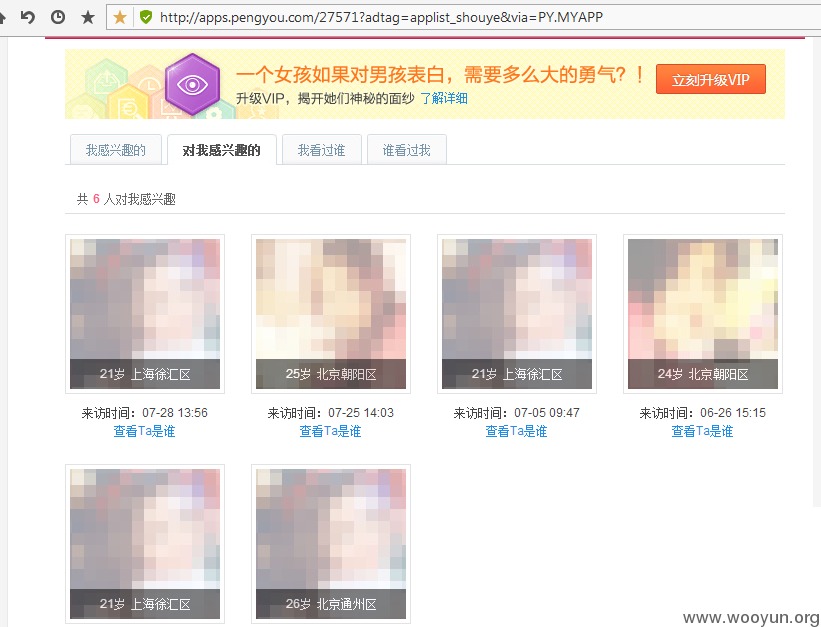 http://apps.pengyou.com/27571?adtag=applist_shouye&via=PY.MYAPP
一个女孩如果对男孩表白，需要多么大的勇气？！
立刻升级VIP
升级VIP，揭开她们神秘的面纱 了解详细
我感兴趣的 对我感兴趣的 我看过谁 谁看过我
共 6 人对我感兴趣
21岁 上海徐汇区 25岁 北京朝阳区 21岁 上海徐汇区 24岁 北京朝阳区
来访时间：07-28 13:56 来访时间：07-25 14:03 来访时间：07-05 09:47 来访时间：06-26 15:15
查看Ta是谁 查看Ta是谁 查看Ta是谁 查看Ta是谁
21岁 上海徐汇区 26岁 北京通州区
www.wooyun.org